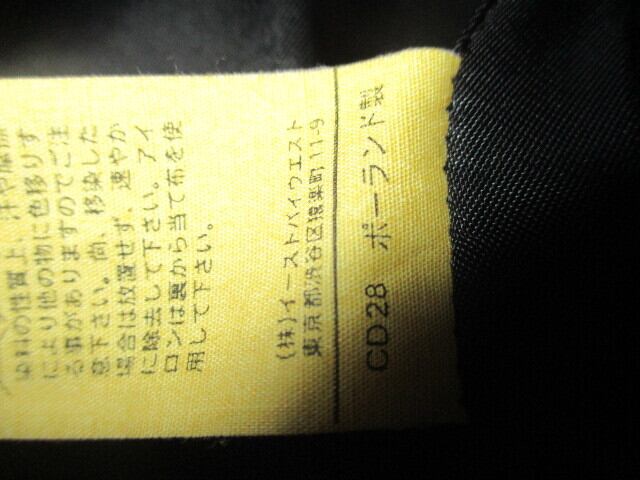 染料の性質上、汗や摩擦
により他の物に色移りす
る事がありますのでご注
意下さい。尚、移染した
場合は放置せず、速やか
に除去して下さい。アイ
ロンは裏から当て布を使
用して下さい。
(株)イーストバイウエスト
東京都渋谷区猿楽町11-9
CD28 ポーランド製